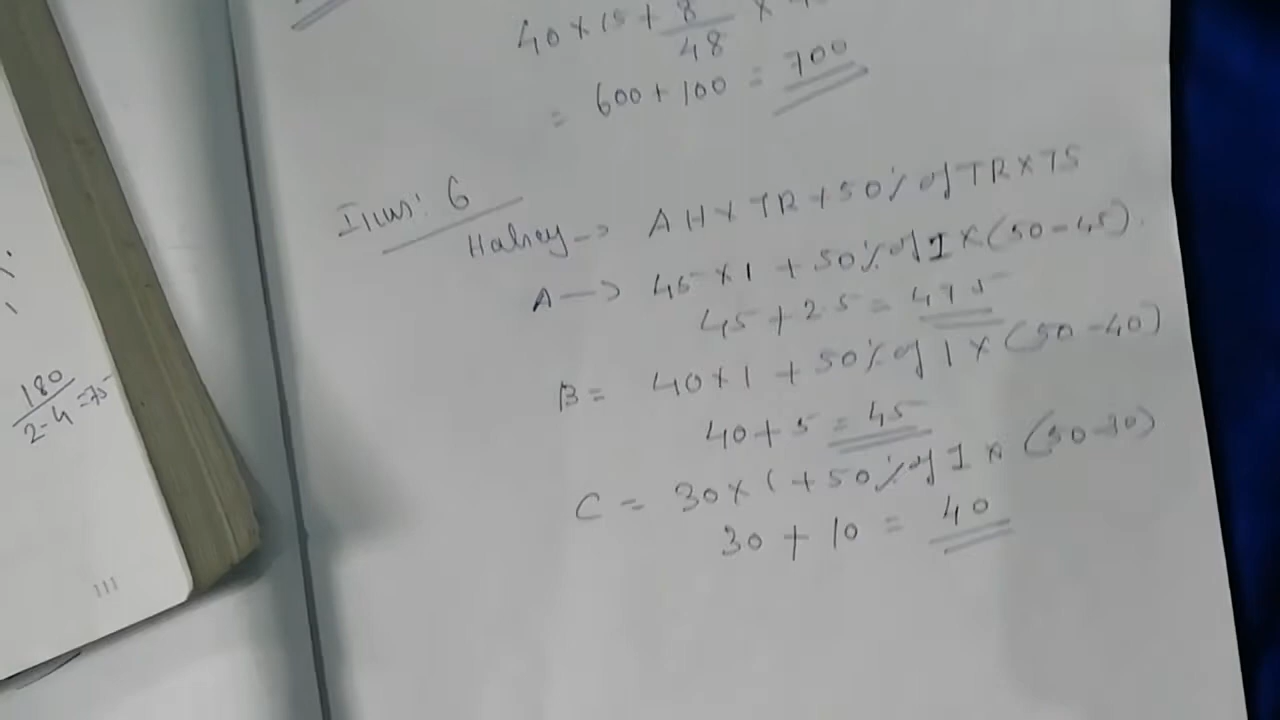 40 × 15 + 8/48 ×
= 600 + 100 = 700
Illus: 6
Halsey → AH × TR + 50% of TR × TS
A → 45 × 1 + 50% of 1 × (50 - 45)
45 + 2.5 = 47.5
B = 40 × 1 + 50% of 1 × (50 - 40)
40 + 5 = 45
C = 30 × 1 + 50% of 1 × (50 - 30)
30 + 10 = 40
180/2-4 = 75
111